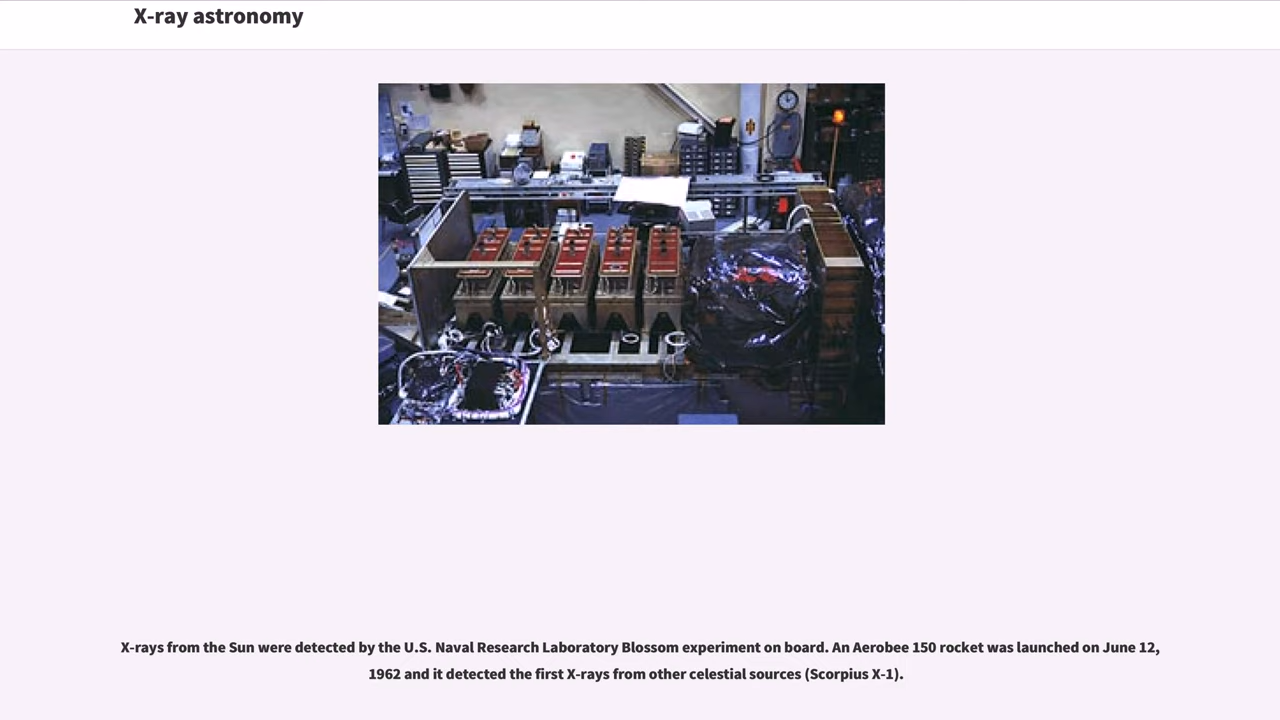 X-ray astronomy
X-rays from the Sun were detected by the U.S. Naval Research Laboratory Blossom experiment on board. An Aerobee 150 rocket was launched on June 12,
1962 and it detected the first X-rays from other celestial sources (Scorpius X-1).